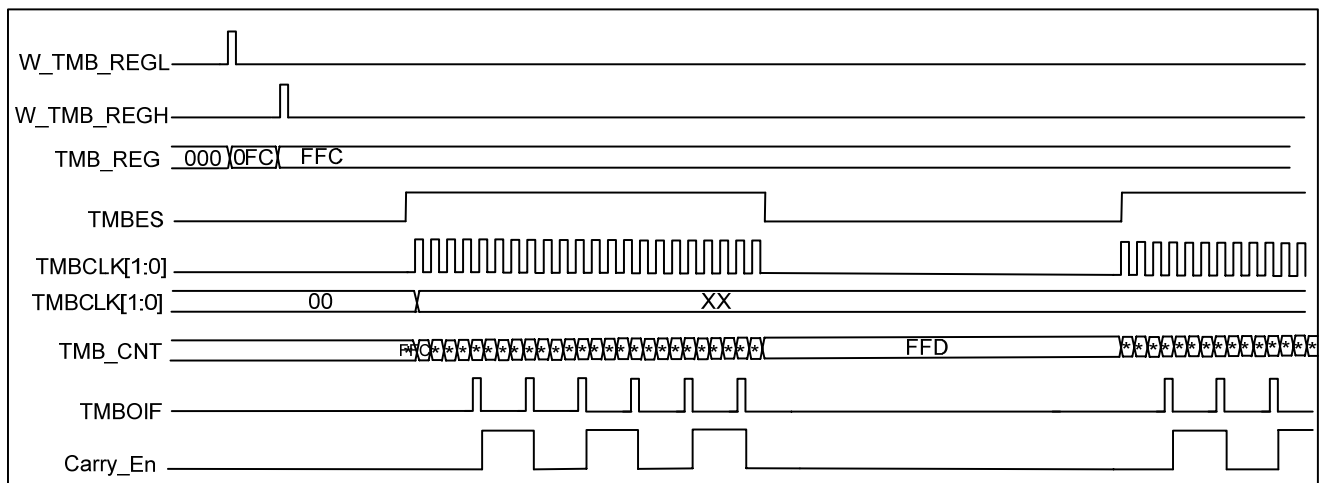 W_TMB_REGL
W_TMB_REGH
TMB_REG 000 0FC FFC
TMBES
TMBCLK[1:0]
TMBCLK[1:0] 00 XX
TMB_CNT FFC * * * * * * * * * * * * * * * * * * * * * * * * * FFD * * * * * * * * * * * * * *
TMBOIF
Carry_En